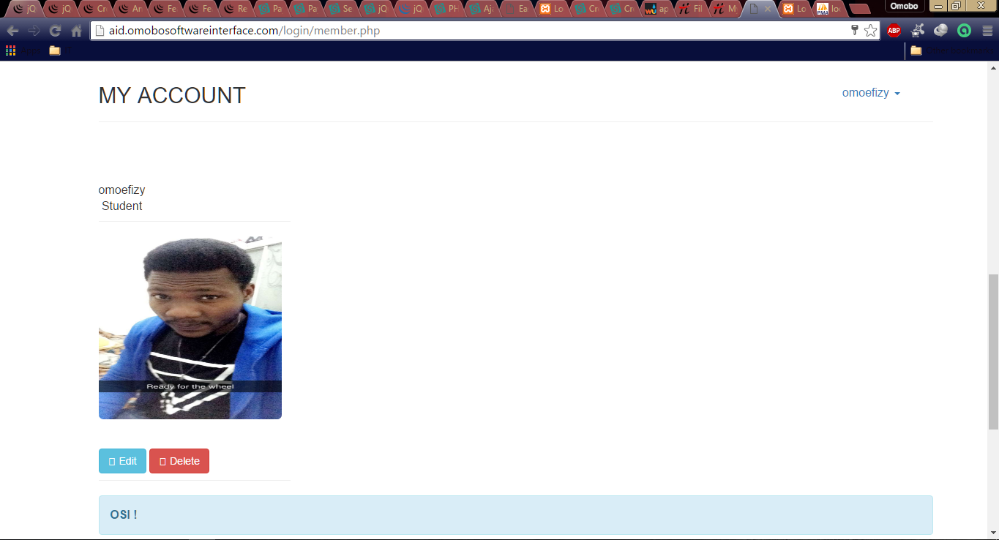 jQ jQ Cr Ar Fe Fe Re Pa Pa Se jQ jQ PH Aj Ea Lo Cr Cr ap Fil M Lo loc Omobo
aid.omobosoftwareinterface.com/login/member.php
ABP
MY ACCOUNT
omoefizy
omoefizy
Student
Ready for the wheel
Edit Delete
OSI !